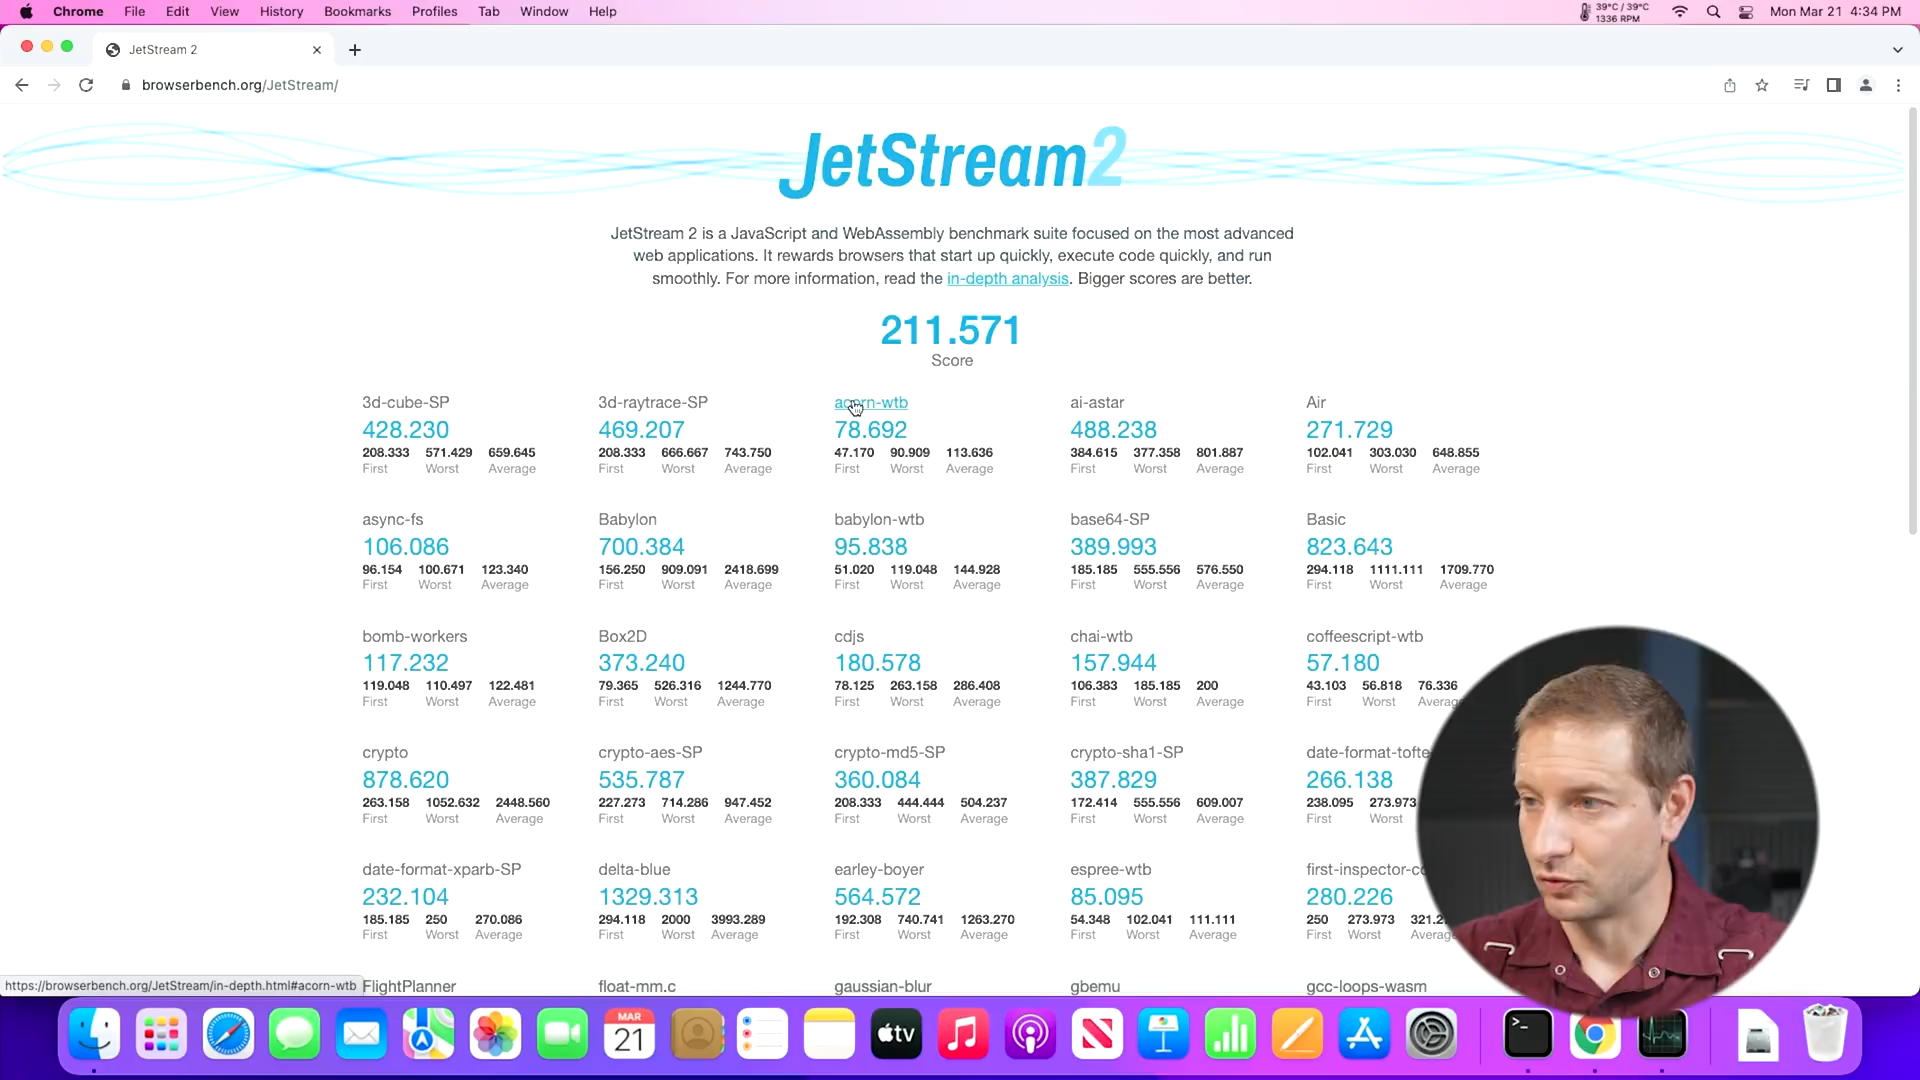 Chrome File Edit View History Bookmarks Profiles Tab Window Help
39°C / 39°C
1336 RPM
Mon Mar 21 4:34 PM
JetStream 2
browserbench.org/JetStream/
JetStream 2
JetStream 2 is a JavaScript and WebAssembly benchmark suite focused on the most advanced
web applications. It rewards browsers that start up quickly, execute code quickly, and run
smoothly. For more information, read the in-depth analysis. Bigger scores are better.
211.571
Score
3d-cube-SP 3d-raytrace-SP acorn-wtb ai-astar Air
428.230 469.207 78.692 488.238 271.729
208.333 571.429 659.645 208.333 666.667 743.750 47.170 90.909 113.636 384.615 377.358 801.887 102.041 303.030 648.855
First Worst Average First Worst Average First Worst Average First Worst Average First Worst Average
async-fs Babylon babylon-wtb base64-SP Basic
106.086 700.384 95.838 389.993 823.643
96.154 100.671 123.340 156.250 909.091 2418.699 51.020 119.048 144.928 185.185 555.556 576.550 294.118 1111.111 1709.770
First Worst Average First Worst Average First Worst Average First Worst Average First Worst Average
bomb-workers Box2D cdjs chai-wtb coffeescript-wtb
117.232 373.240 180.578 157.944 57.180
119.048 110.497 122.481 79.365 526.316 1244.770 78.125 263.158 286.408 106.383 185.185 200 43.103 56.818 76.336
First Worst Average First Worst Average First Worst Average First Worst Average First Worst Average
crypto crypto-aes-SP crypto-md5-SP crypto-sha1-SP date-format-tofte
878.620 535.787 360.084 387.829 266.138
263.158 1052.632 2448.560 227.273 714.286 947.452 208.333 444.444 504.237 172.414 555.556 609.007 238.095 273.973
First Worst Average First Worst Average First Worst Average First Worst Average First Worst
date-format-xparb-SP delta-blue earley-boyer espree-wtb first-inspector-co
232.104 1329.313 564.572 85.095 280.226
185.185 250 270.086 294.118 2000 3993.289 192.308 740.741 1263.270 54.348 102.041 111.111 250 273.973 321.2
First Worst Average First Worst Average First Worst Average First Worst Average First Worst Average
https://browserbench.org/JetStream/in-depth.html#acorn-wtb FlightPlanner float-mm.c gaussian-blur gbemu gcc-loops-wasm
MAR
21
tv